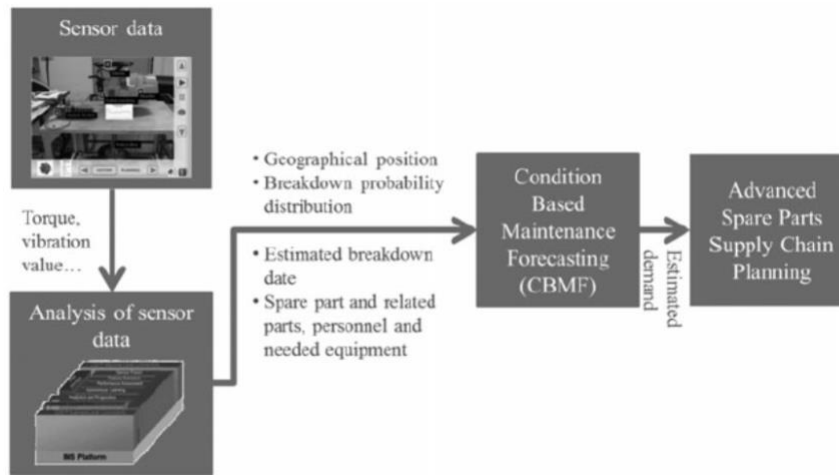 Sensor data
Torque,
vibration
value...
Analysis of sensor
data
IMS Platform
• Geographical position
• Breakdown probability
distribution
• Estimated breakdown
date
• Spare part and related
parts, personnel and
needed equipment
Condition
Based
Maintenance
Forecasting
(CBMF)
Estimated
demand
Advanced
Spare Parts
Supply Chain
Planning